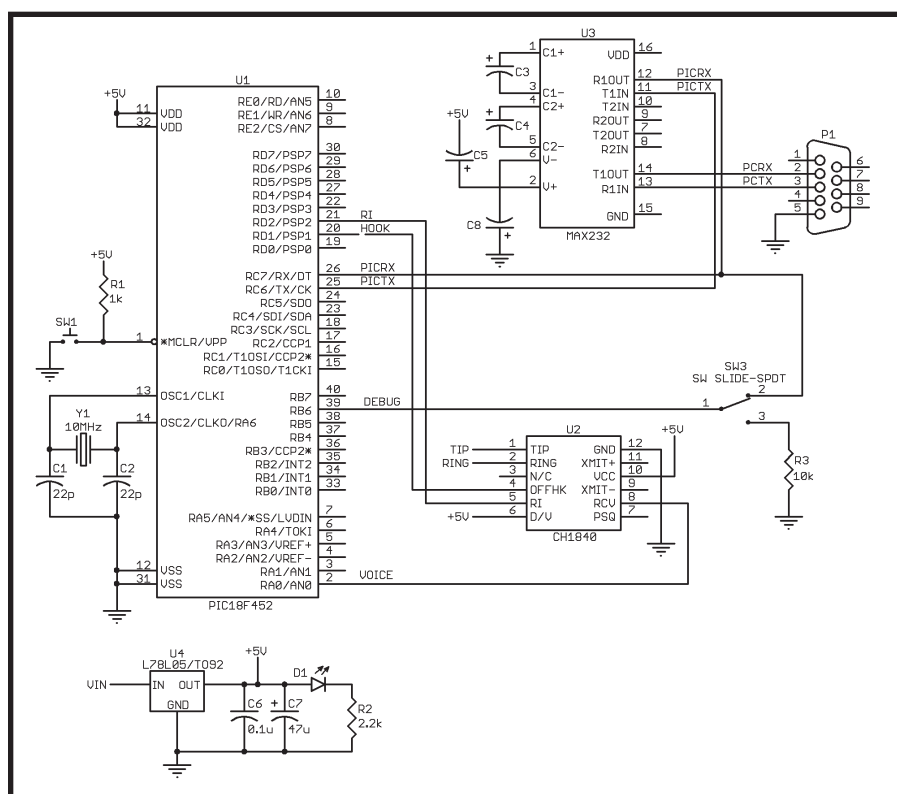 U3
1 C1+ VDD 16
+ C3
R1OUT 12 PICRX
3 C1- T1IN 11 PICTX
4 C2+ T2IN 10
+ C4 R2OUT 9
T2OUT 7
5 C2- R2IN 8
6 V-
+5V
C5 +
T1OUT 14 PCRX
2 V+ R1IN 13 PCTX
GND 15
C8 +
MAX232
P1
1
2
3
4
5
6
7
8
9
U1
+5V
11 VDD
32 VDD
RE0/RD/AN5 10
RE1/WR/AN6 9
RE2/CS/AN7 8
RD7/PSP7 30
RD6/PSP6 29
RD5/PSP5 28
RD4/PSP4 27
RD3/PSP3 22
RD2/PSP2 21 RI
RD1/PSP1 20 HOOK
RD0/PSP0 19
RC7/RX/DT 26 PICRX
RC6/TX/CK 25 PICTX
RC5/SDO 24
RC4/SDI/SDA 23
RC3/SCK/SCL 18
RC2/CCP1 17
RC1/T1OSI/CCP2* 16
RC0/T1OSO/T1CKI 15
+5V
R1
1k
SW1
1 *MCLR/VPP
13 OSC1/CLKI
14 OSC2/CLKO/RA6
Y1
10MHz
C1
22p
C2
22p
RB7 40
RB6 39 DEBUG
RB5 38
RB4 37
RB3/CCP2* 36
RB2/INT2 35
RB1/INT1 34
RB0/INT0 33
RA5/AN4/*SS/LVDIN 7
RA4/TOKI 6
RA3/AN3/VREF+ 5
RA2/AN2/VREF- 4
RA1/AN1 3
RA0/AN0 2 VOICE
12 VSS
31 VSS
PIC18F452
SW3
SW SLIDE-SPDT
1
2
3
R3
10k
U2
+5V
TIP 1 TIP GND 12
RING 2 RING XMIT+ 11
3 N/C VCC 10
4 OFFHK XMIT- 9
5 RI RCV 8
+5V 6 D/V PSQ 7
CH1840
U4
L78L05/TO92
VIN IN OUT
GND
+5V
D1
C6
0.1u
+ C7
47u
R2
2.2k